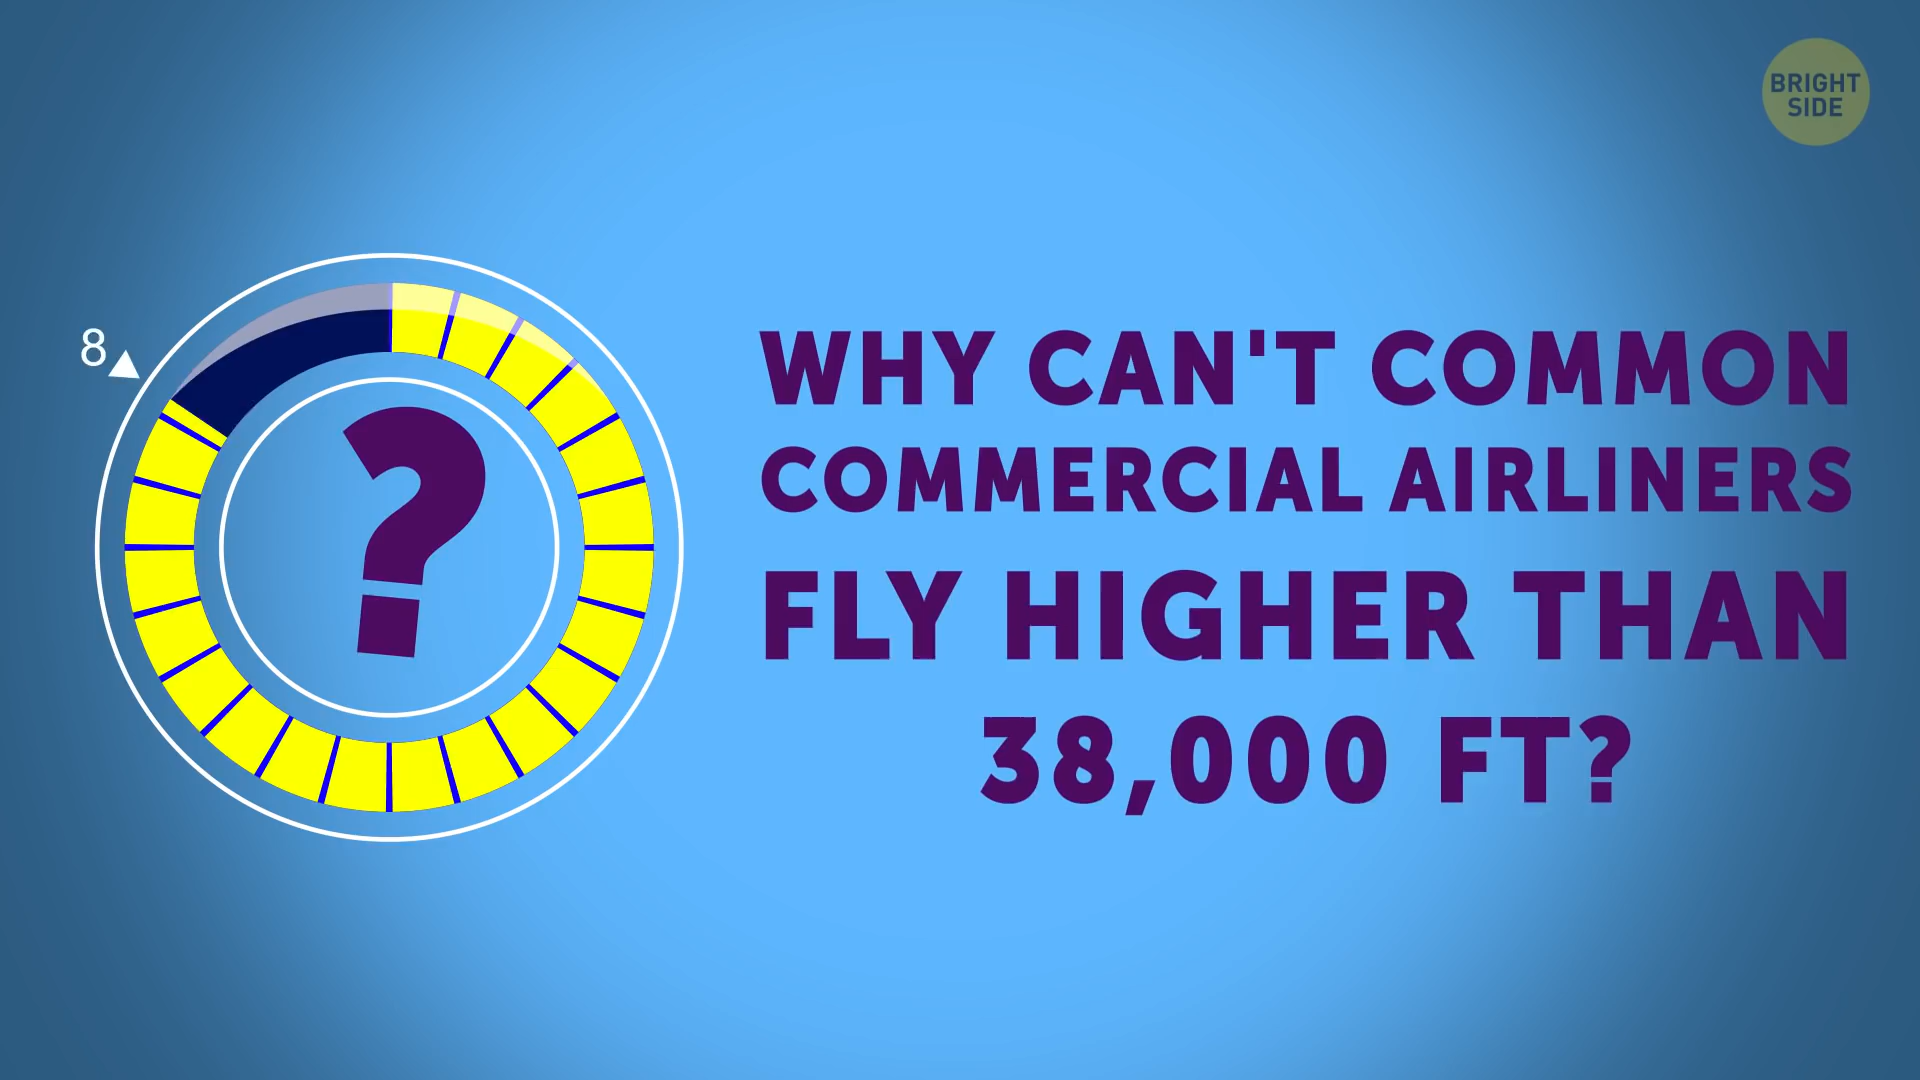 BRIGHT
SIDE
8
WHY CAN'T COMMON
COMMERCIAL AIRLINERS
FLY HIGHER THAN
38,000 FT?
?